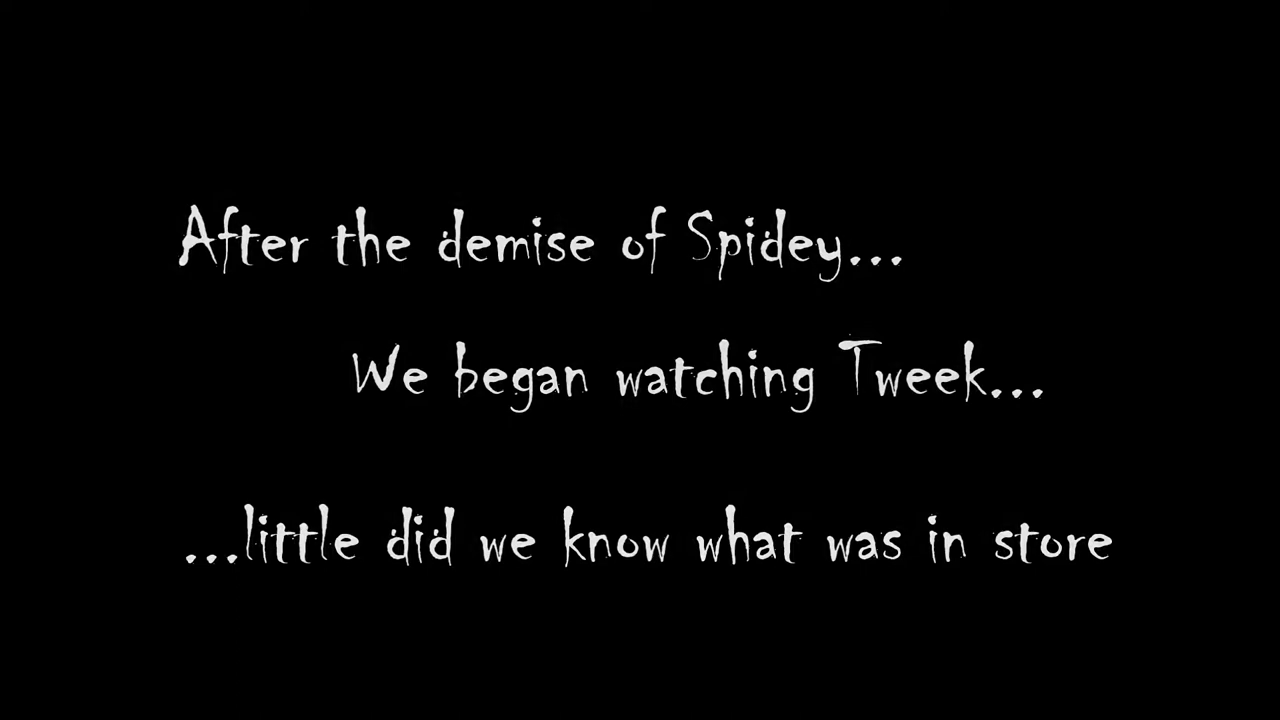 After the demise of Spidey...
We began watching Tweek...
...little did we know what was in store